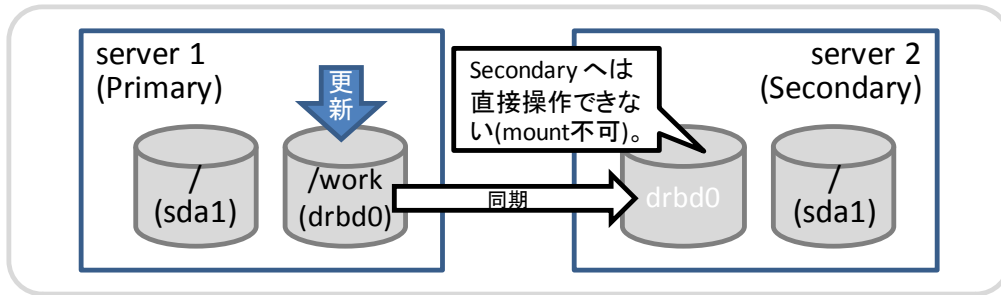 server 1
(Primary)
更新
/
(sda1)
/work
(drbd0)
同期
Secondary へは
直接操作できな
い(mount不可)。
server 2
(Secondary)
drbd0
/
(sda1)